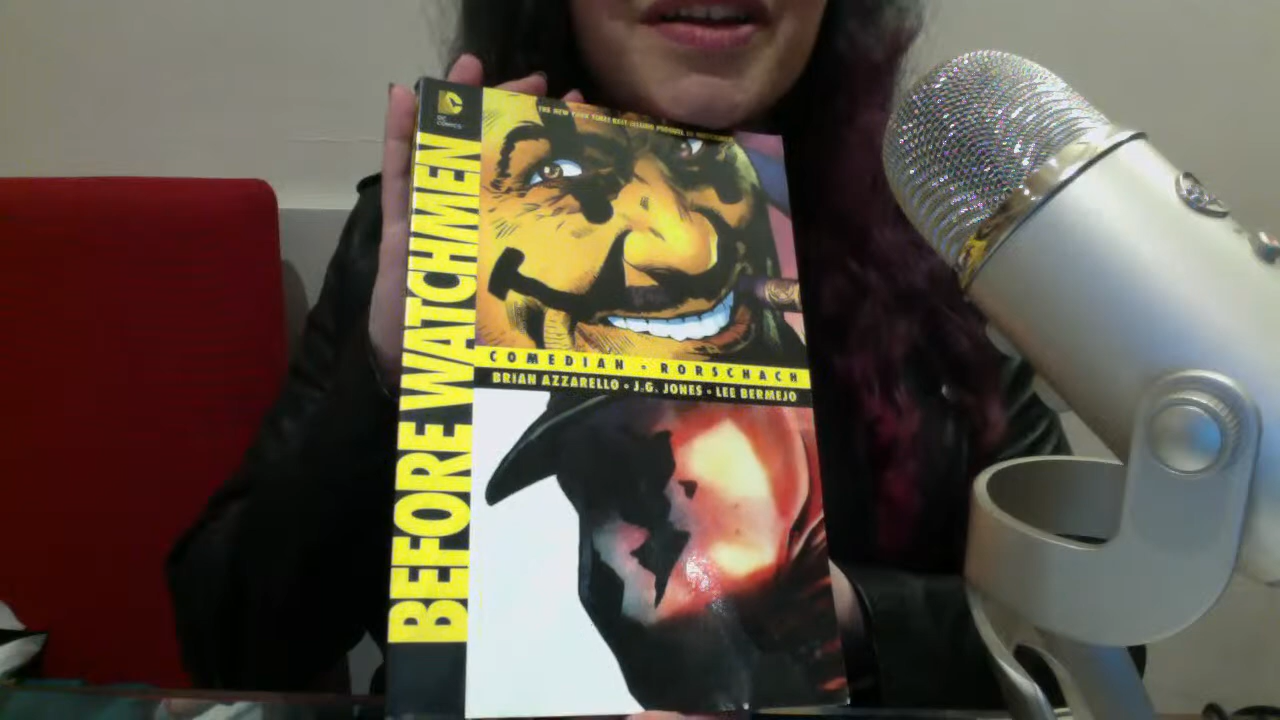 DC
COMICS
THE NEW YORK TIMES BEST-SELLING PREQUEL TO WATCHMEN
BEFORE WATCHMEN
COMEDIAN • RORSCHACH
BRIAN AZZARELLO • J.G. JONES • LEE BERMEJO